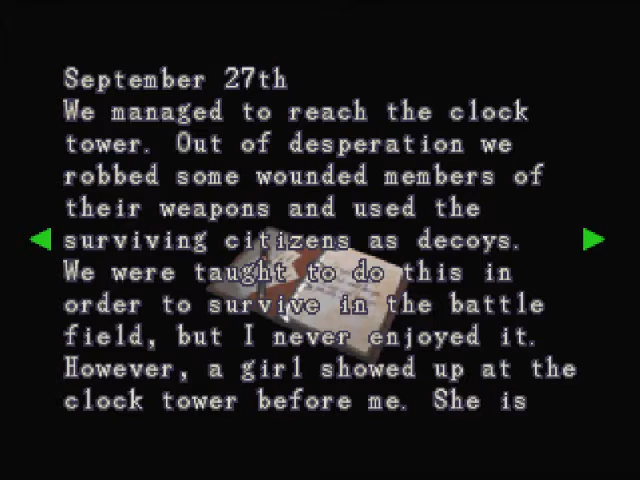 September 27th
We managed to reach the clock
tower. Out of desperation we
robbed some wounded members of
their weapons and used the
surviving citizens as decoys.
We were taught to do this in
order to survive in the battle
field, but I never enjoyed it.
However, a girl showed up at the
clock tower before me. She is